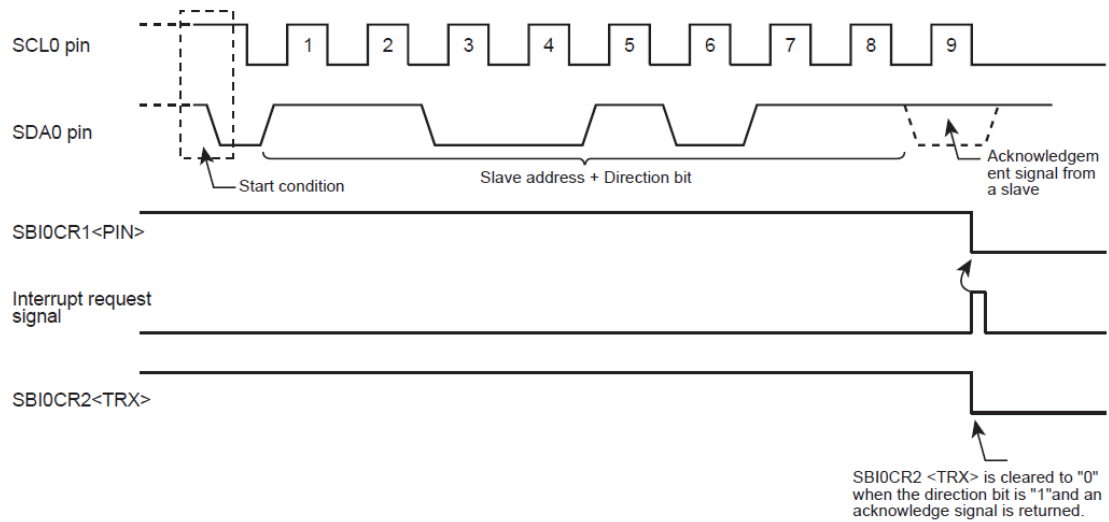 SCL0 pin
1 2 3 4 5 6 7 8 9
SDA0 pin
Start condition
Slave address + Direction bit
Acknowledgem
ent signal from
a slave
SBI0CR1<PIN>
Interrupt request
signal
SBI0CR2<TRX>
SBI0CR2 <TRX> is cleared to "0"
when the direction bit is "1"and an
acknowledge signal is returned.